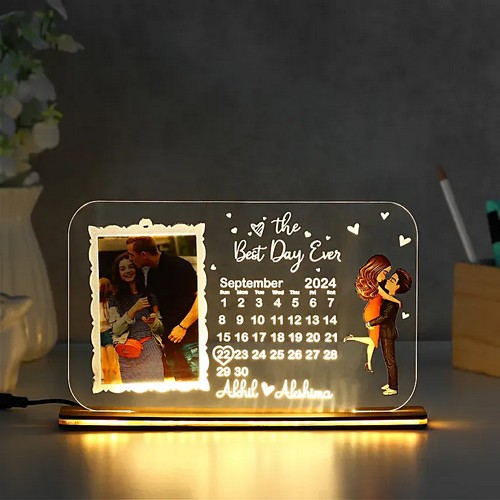 the
Best Day Ever
September 2024
Sun Mon Tue Wed Thu Fri Sat
1 2 3 4 5 6 7
8 9 10 11 12 13 14
15 16 17 18 19 20 21
22 23 24 25 26 27 28
29 30
Akhil Akshima